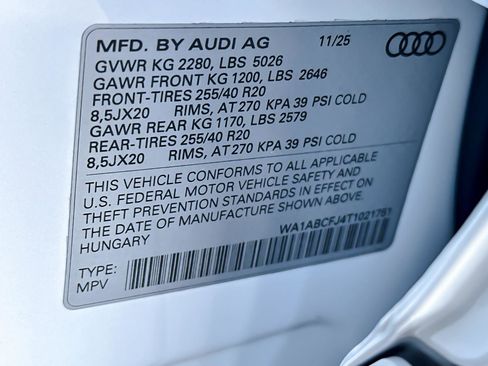 MFD. BY AUDI AG 11/25
GVWR KG 2280, LBS 5026
GAWR FRONT KG 1200, LBS 2646
FRONT-TIRES 255/40 R20
8,5JX20 RIMS, AT 270 KPA 39 PSI COLD
GAWR REAR KG 1170, LBS 2579
REAR-TIRES 255/40 R20
8,5JX20 RIMS, AT 270 KPA 39 PSI COLD
THIS VEHICLE CONFORMS TO ALL APPLICABLE
U.S. FEDERAL MOTOR VEHICLE SAFETY AND
THEFT PREVENTION STANDARDS IN EFFECT ON
THE DATE OF MANUFACTURE SHOWN ABOVE.
HUNGARY WA1ABCFJ4T1021761
TYPE:
MPV